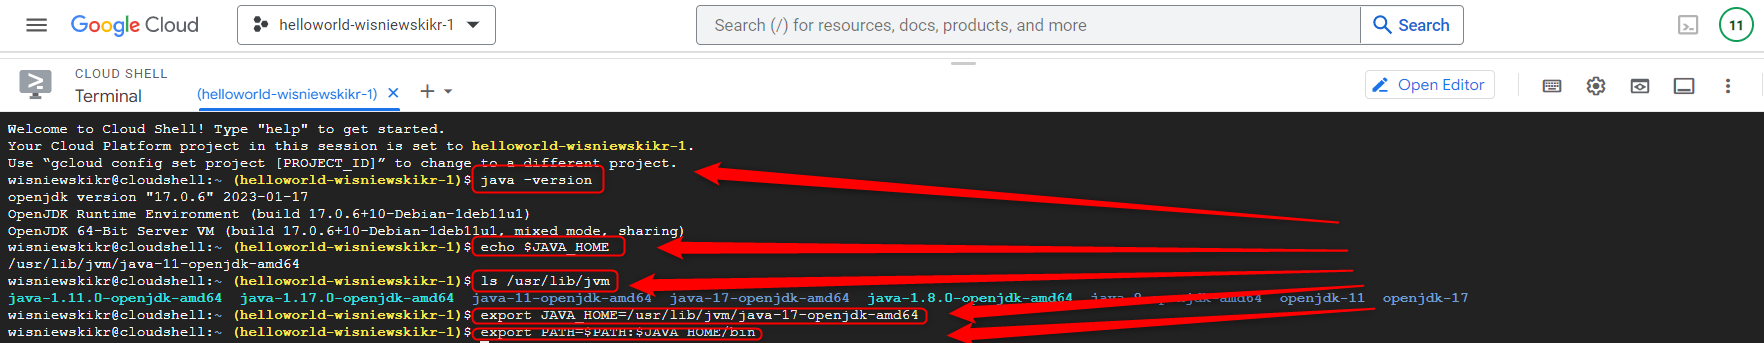 Google Cloud
helloworld-wisniewskikr-1
Search (/) for resources, docs, products, and more
Search
11
CLOUD SHELL
Terminal
(helloworld-wisniewskikr-1)
Open Editor
Welcome to Cloud Shell! Type "help" to get started.
Your Cloud Platform project in this session is set to helloworld-wisniewskikr-1.
Use “gcloud config set project [PROJECT_ID]” to change to a different project.
wisniewskikr@cloudshell:~ (helloworld-wisniewskikr-1)$ java -version
openjdk version "17.0.6" 2023-01-17
OpenJDK Runtime Environment (build 17.0.6+10-Debian-1deb11u1)
OpenJDK 64-Bit Server VM (build 17.0.6+10-Debian-1deb11u1, mixed mode, sharing)
wisniewskikr@cloudshell:~ (helloworld-wisniewskikr-1)$ echo $JAVA_HOME
/usr/lib/jvm/java-11-openjdk-amd64
wisniewskikr@cloudshell:~ (helloworld-wisniewskikr-1)$ ls /usr/lib/jvm
java-1.11.0-openjdk-amd64 java-1.17.0-openjdk-amd64 java-11-openjdk-amd64 java-17-openjdk-amd64 java-1.8.0-openjdk-amd64 java-8-openjdk-amd64 openjdk-11 openjdk-17
wisniewskikr@cloudshell:~ (helloworld-wisniewskikr-1)$ export JAVA_HOME=/usr/lib/jvm/java-17-openjdk-amd64
wisniewskikr@cloudshell:~ (helloworld-wisniewskikr-1)$ export PATH=$PATH:$JAVA_HOME/bin